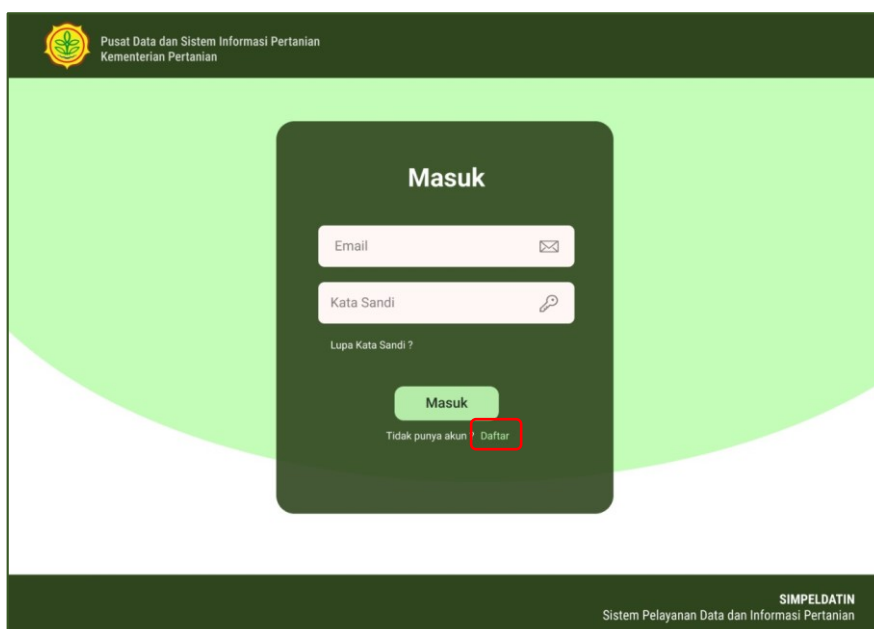 Pusat Data dan Sistem Informasi Pertanian
Kementerian Pertanian
Masuk
Email
Kata Sandi
Lupa Kata Sandi ?
Masuk
Tidak punya akun ? Daftar
SIMPELDATIN
Sistem Pelayanan Data dan Informasi Pertanian